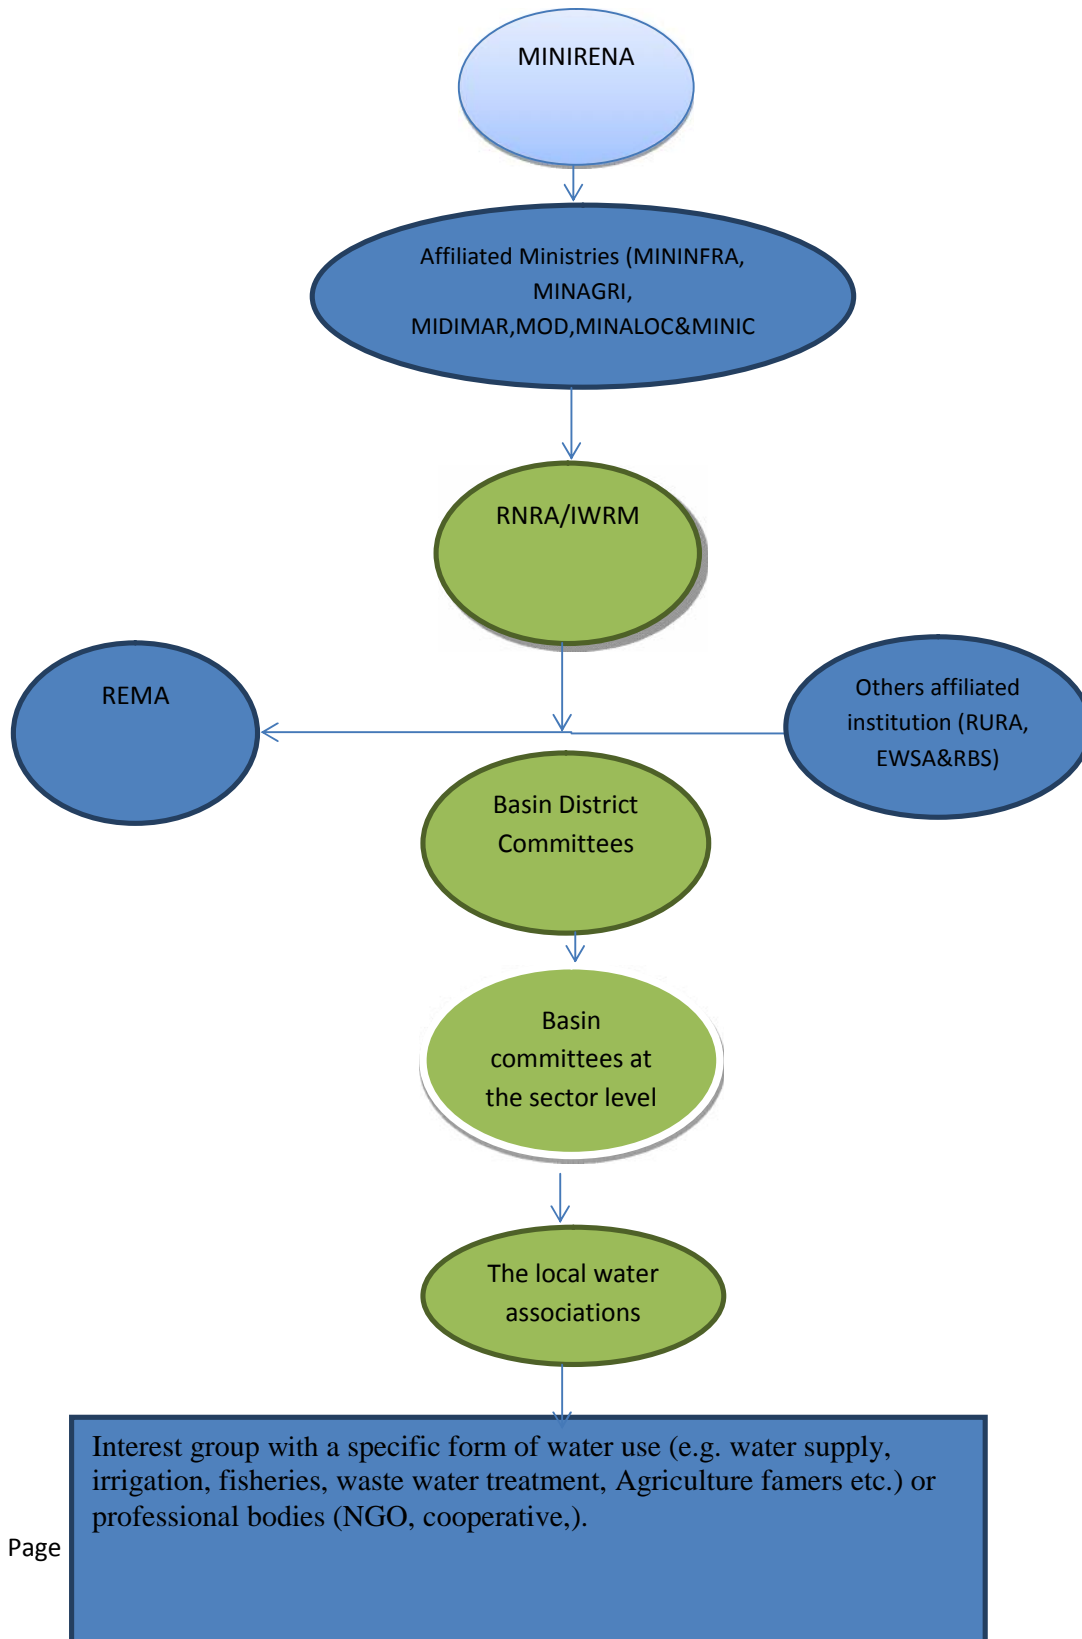 MINIRENA
Affiliated Ministries (MININFRA,
MINAGRI,
MIDIMAR,MOD,MINALOC&MINIC
RNRA/IWRM
REMA
Others affiliated
institution (RURA,
EWSA&RBS)
Basin District
Committees
Basin
committees at
the sector level
The local water
associations
Interest group with a specific form of water use (e.g. water supply,
irrigation, fisheries, waste water treatment, Agriculture famers etc.) or
professional bodies (NGO, cooperative,).
Page